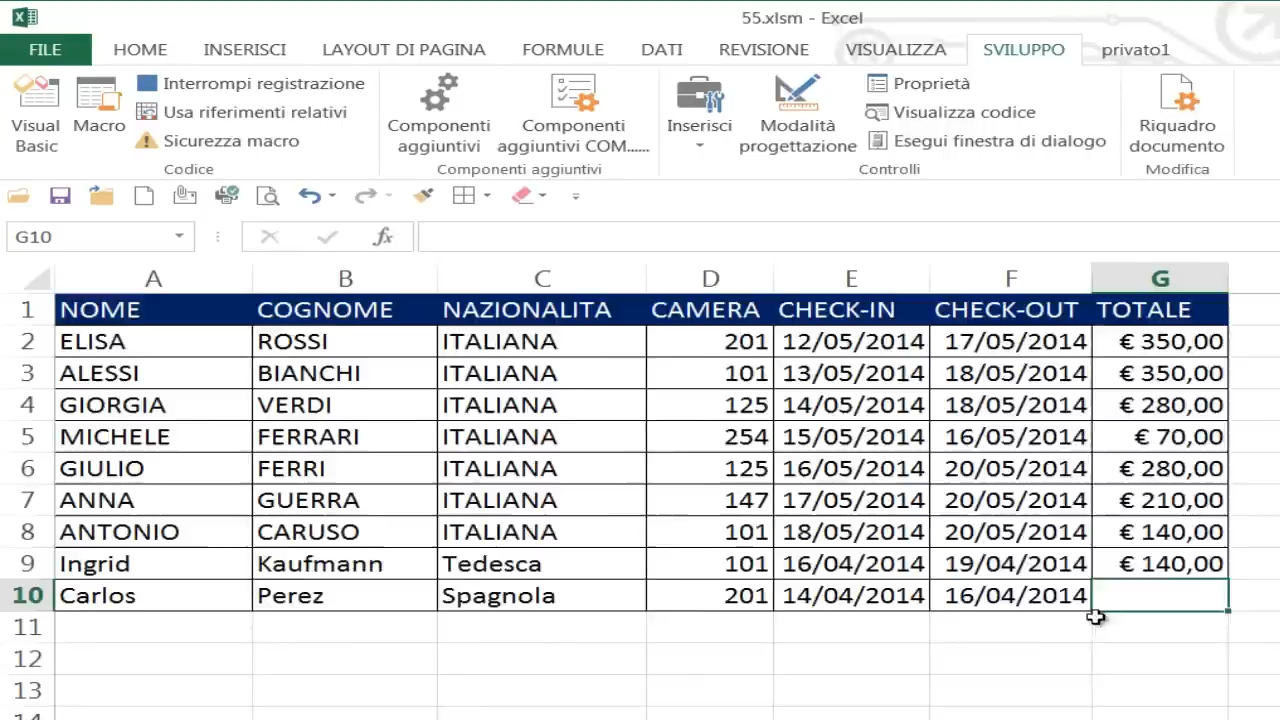 55.xlsm - Excel
FILE HOME INSERISCI LAYOUT DI PAGINA FORMULE DATI REVISIONE VISUALIZZA SVILUPPO privato1
Visual Basic
Macro
Interrompi registrazione
Usa riferimenti relativi
Sicurezza macro
Codice
Componenti aggiuntivi
Componenti aggiuntivi COM......
Componenti aggiuntivi
Inserisci
Modalità progettazione
Proprietà
Visualizza codice
Esegui finestra di dialogo
Controlli
Riquadro documento
Modifica
G10 fx
A B C D E F G
1 NOME COGNOME NAZIONALITA CAMERA CHECK-IN CHECK-OUT TOTALE
2 ELISA ROSSI ITALIANA 201 12/05/2014 17/05/2014 € 350,00
3 ALESSI BIANCHI ITALIANA 101 13/05/2014 18/05/2014 € 350,00
4 GIORGIA VERDI ITALIANA 125 14/05/2014 18/05/2014 € 280,00
5 MICHELE FERRARI ITALIANA 254 15/05/2014 16/05/2014 € 70,00
6 GIULIO FERRI ITALIANA 125 16/05/2014 20/05/2014 € 280,00
7 ANNA GUERRA ITALIANA 147 17/05/2014 20/05/2014 € 210,00
8 ANTONIO CARUSO ITALIANA 101 18/05/2014 20/05/2014 € 140,00
9 Ingrid Kaufmann Tedesca 101 16/04/2014 19/04/2014 € 140,00
10 Carlos Perez Spagnola 201 14/04/2014 16/04/2014
11
12
13
14